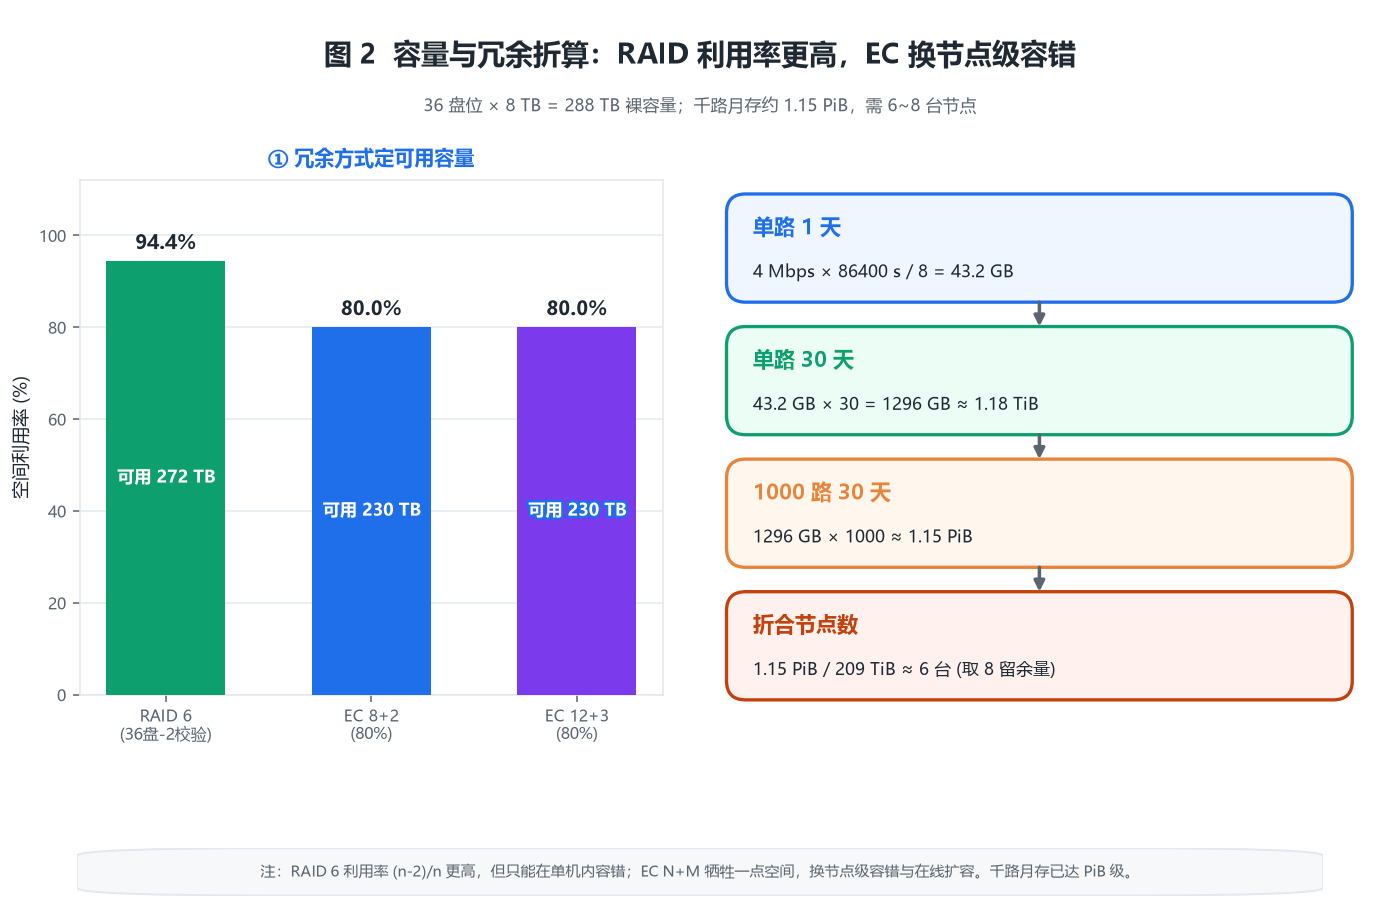 图 2  容量与冗余折算：RAID 利用率更高，EC 换节点级容错
36 盘位 × 8 TB = 288 TB 裸容量；千路月存约 1.15 PiB，需 6~8 台节点
① 冗余方式定可用容量
空间利用率 (%)
100
80
60
40
20
0
94.4%
80.0%
80.0%
可用 272 TB
可用 230 TB
可用 230 TB
RAID 6
(36盘-2校验)
EC 8+2
(80%)
EC 12+3
(80%)
单路 1 天
4 Mbps × 86400 s / 8 = 43.2 GB
单路 30 天
43.2 GB × 30 = 1296 GB ≈ 1.18 TiB
1000 路 30 天
1296 GB × 1000 ≈ 1.15 PiB
折合节点数
1.15 PiB / 209 TiB ≈ 6 台 (取 8 留余量)
注：RAID 6 利用率 (n-2)/n 更高，但只能在单机内容错；EC N+M 牺牲一点空间，换节点级容错与在线扩容。千路月存已达 PiB 级。